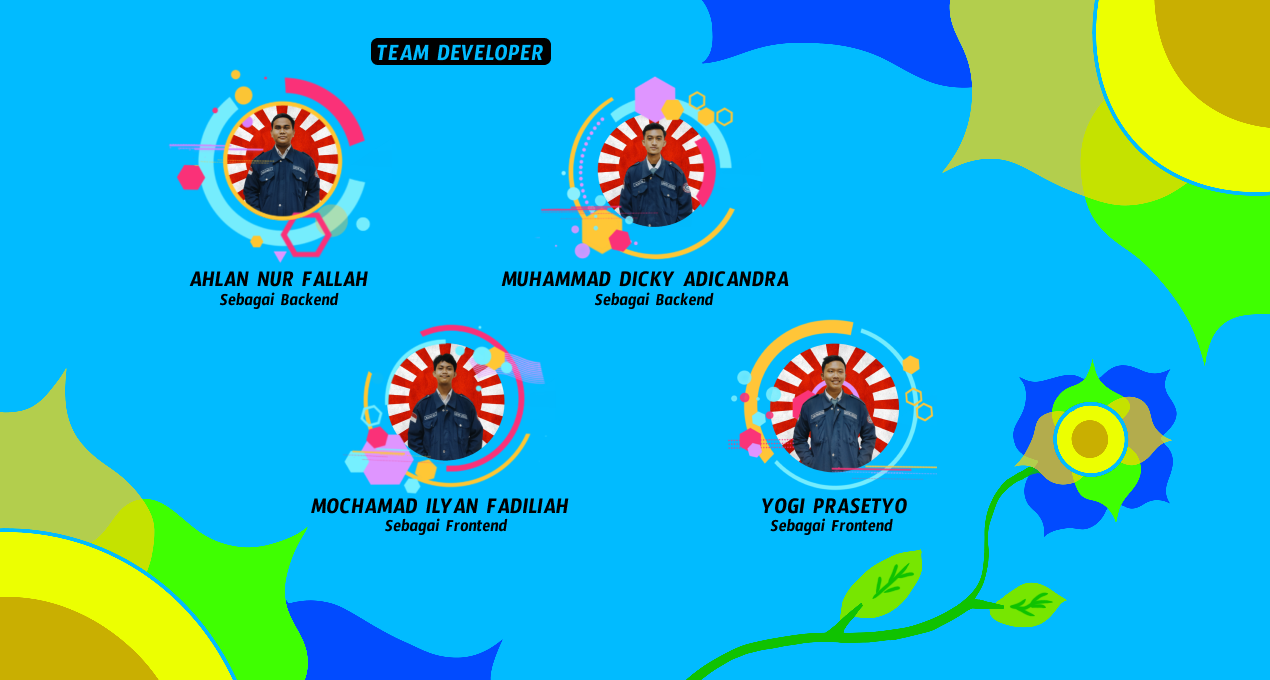 TEAM DEVELOPER
AHLAN NUR FALLAH
Sebagai Backend
MUHAMMAD DICKY ADICANDRA
Sebagai Backend
MOCHAMAD ILYAN FADILIAH
Sebagai Frontend
YOGI PRASETYO
Sebagai Frontend